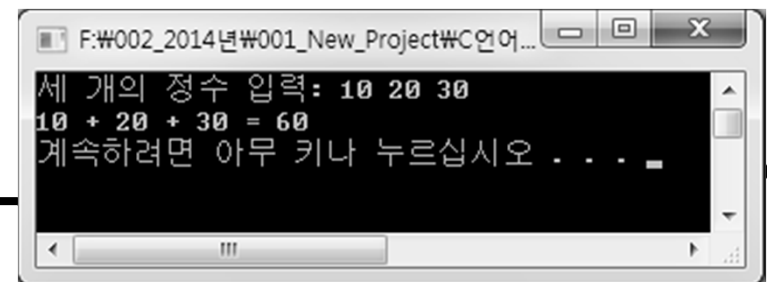 F:₩002_2014년₩001_New_Project₩C언어...
세 개의 정수 입력: 10 20 30
10 + 20 + 30 = 60
계속하려면 아무 키나 누르십시오 . . .